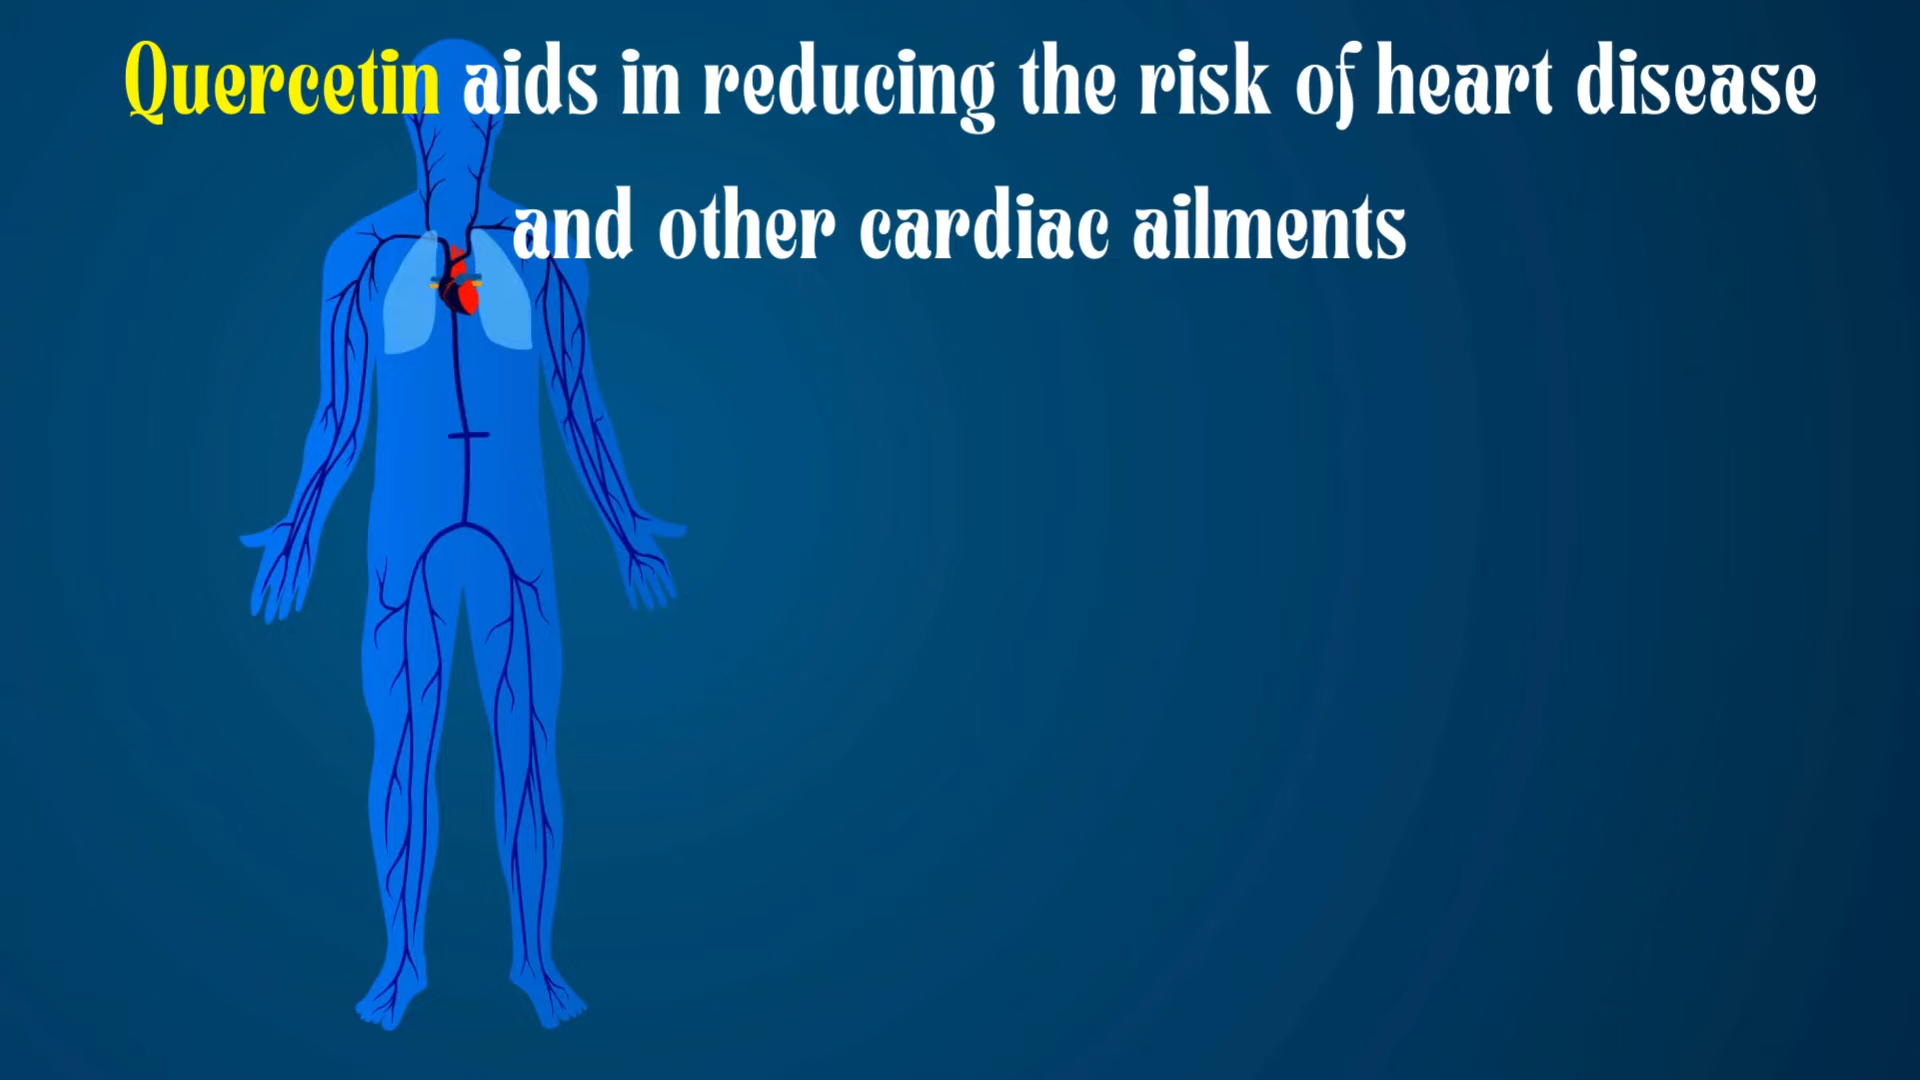 Quercetin aids in reducing the risk of heart disease
and other cardiac ailments